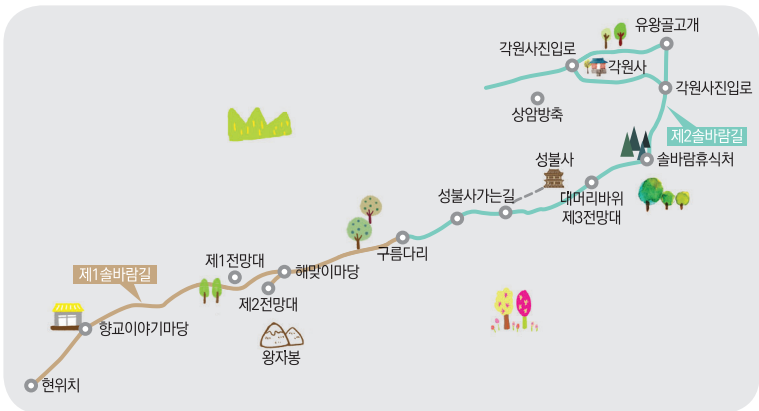 유왕골고개
각원사진입로
각원사
각원사진입로
상암방죽
제2솔바람길
솔바람휴식처
성불사
성불사가는길
대머리바위
제3전망대
구름다리
제1전망대
해맞이마당
제1솔바람길
제2전망대
향교이야기마당
왕자봉
현위치